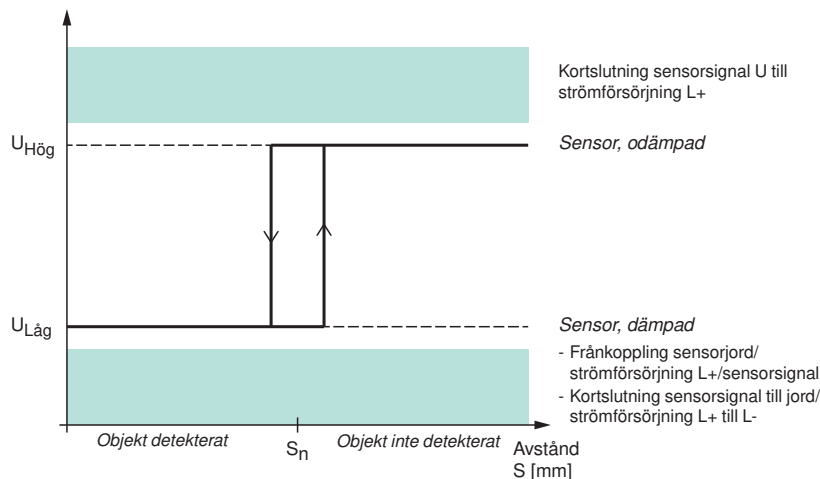 Kortslutning sensorsignal U till
strömförsörjning L+
UHög
Sensor, odämpad
ULåg
Sensor, dämpad
- Frånkoppling sensorjord/
strömförsörjning L+/sensorsignal
- Kortslutning sensorsignal till jord/
strömförsörjning L+ till L-
Objekt detekterat
Sn
Objekt inte detekterat
Avstånd
S [mm]